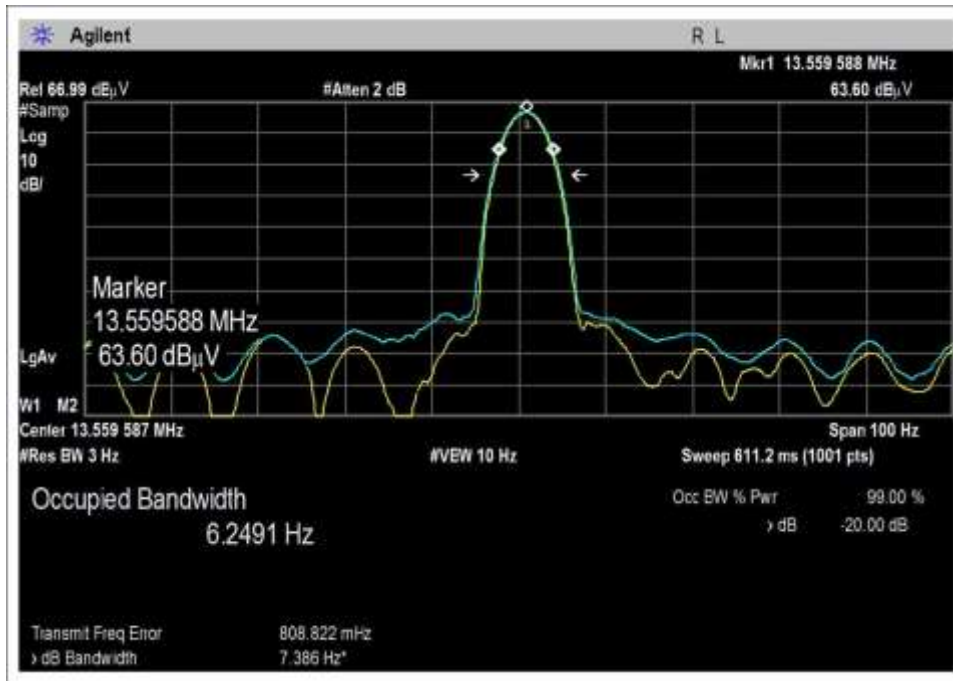 Agilent
R L
Mkr1 13.559 588 MHz
Ref 66.99 dBµV #Atten 2 dB 63.60 dBµV
#Samp
Log
10
dB/
1
Marker
13.559588 MHz
63.60 dBµV
LgAv
W1 M2
Center 13.559 587 MHz Span 100 Hz
#Res BW 3 Hz #VBW 10 Hz Sweep 611.2 ms (1001 pts)
Occupied Bandwidth Occ BW % Pwr 99.00 %
6.2491 Hz x dB -20.00 dB
Transmit Freq Error 808.822 mHz
x dB Bandwidth 7.386 Hz*